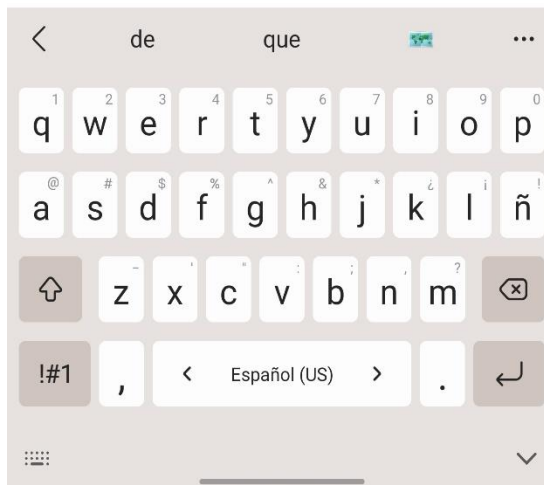 de que 🗺️ ...
1 2 3 4 5 6 7 8 9 0
q w e r t y u i o p
@ # $ % ^ & * ¿ ¡ !
a s d f g h j k l ñ
- ' " : ; , ?
z x c v b n m
!#1 , < Español (US) > .